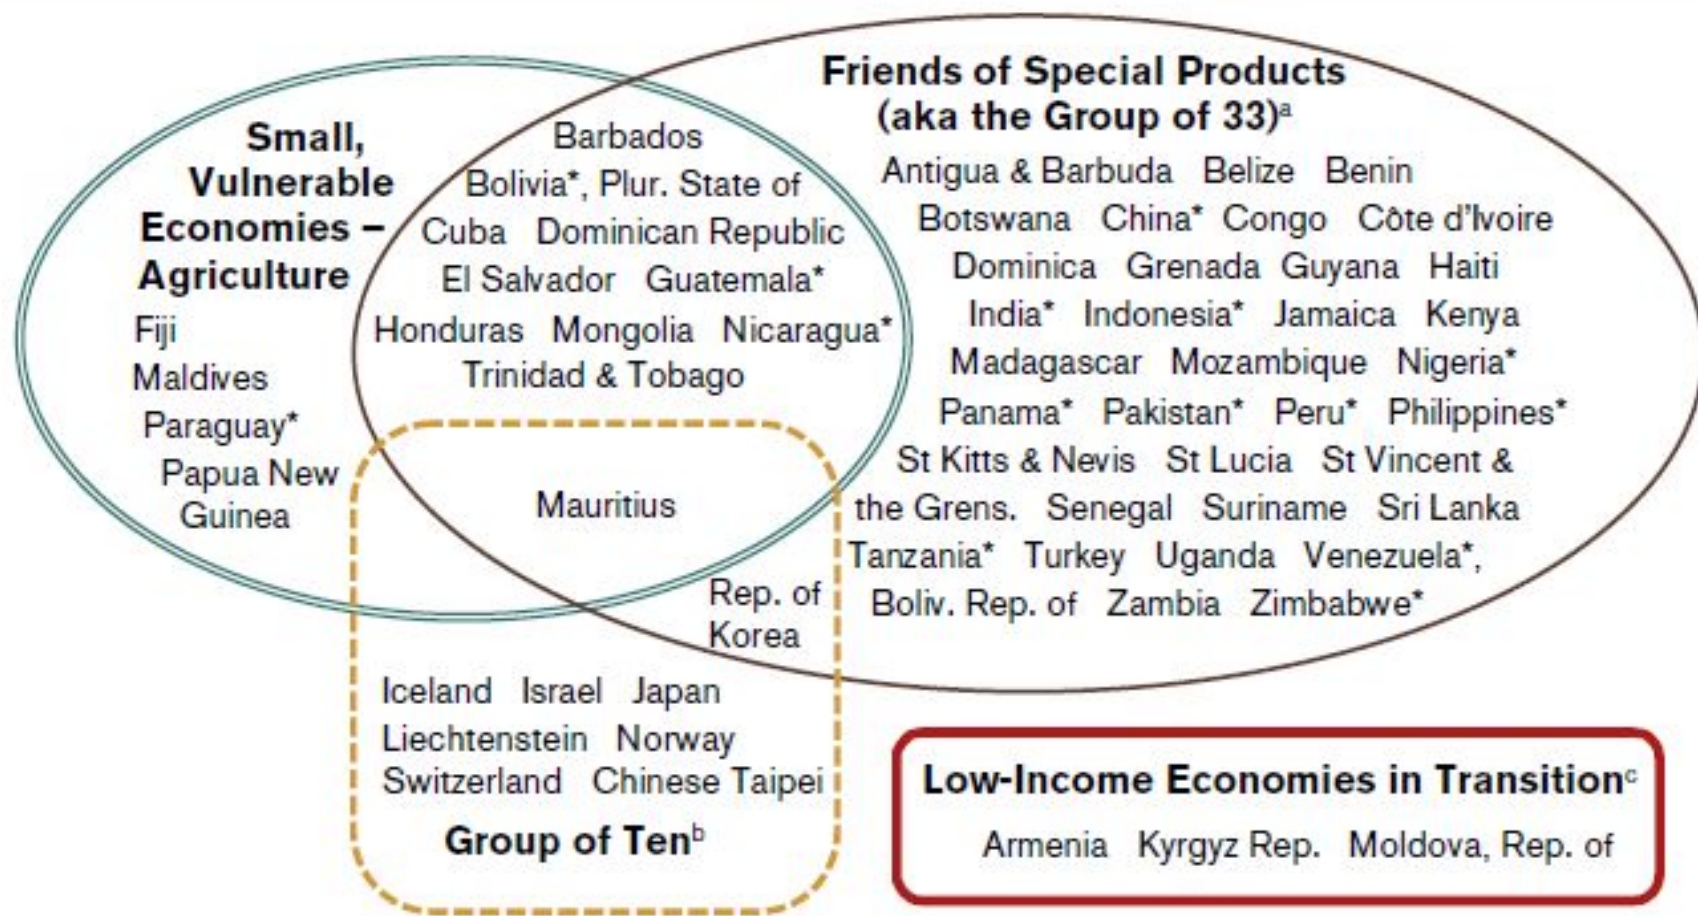 Small,
Vulnerable
Economies –
Agriculture
Fiji
Maldives
Paraguay*
Papua New
Guinea
Barbados
Bolivia*, Plur. State of
Cuba Dominican Republic
El Salvador Guatemala*
Honduras Mongolia Nicaragua*
Trinidad & Tobago
Mauritius
Rep. of
Korea
Friends of Special Products
(aka the Group of 33)ᵃ
Antigua & Barbuda Belize Benin
Botswana China* Congo Côte d'Ivoire
Dominica Grenada Guyana Haiti
India* Indonesia* Jamaica Kenya
Madagascar Mozambique Nigeria*
Panama* Pakistan* Peru* Philippines*
St Kitts & Nevis St Lucia St Vincent &
the Grens. Senegal Suriname Sri Lanka
Tanzania* Turkey Uganda Venezuela*,
Boliv. Rep. of Zambia Zimbabwe*
Iceland Israel Japan
Liechtenstein Norway
Switzerland Chinese Taipei
Group of Tenᵇ
Low-Income Economies in Transitionᶜ
Armenia Kyrgyz Rep. Moldova, Rep. of